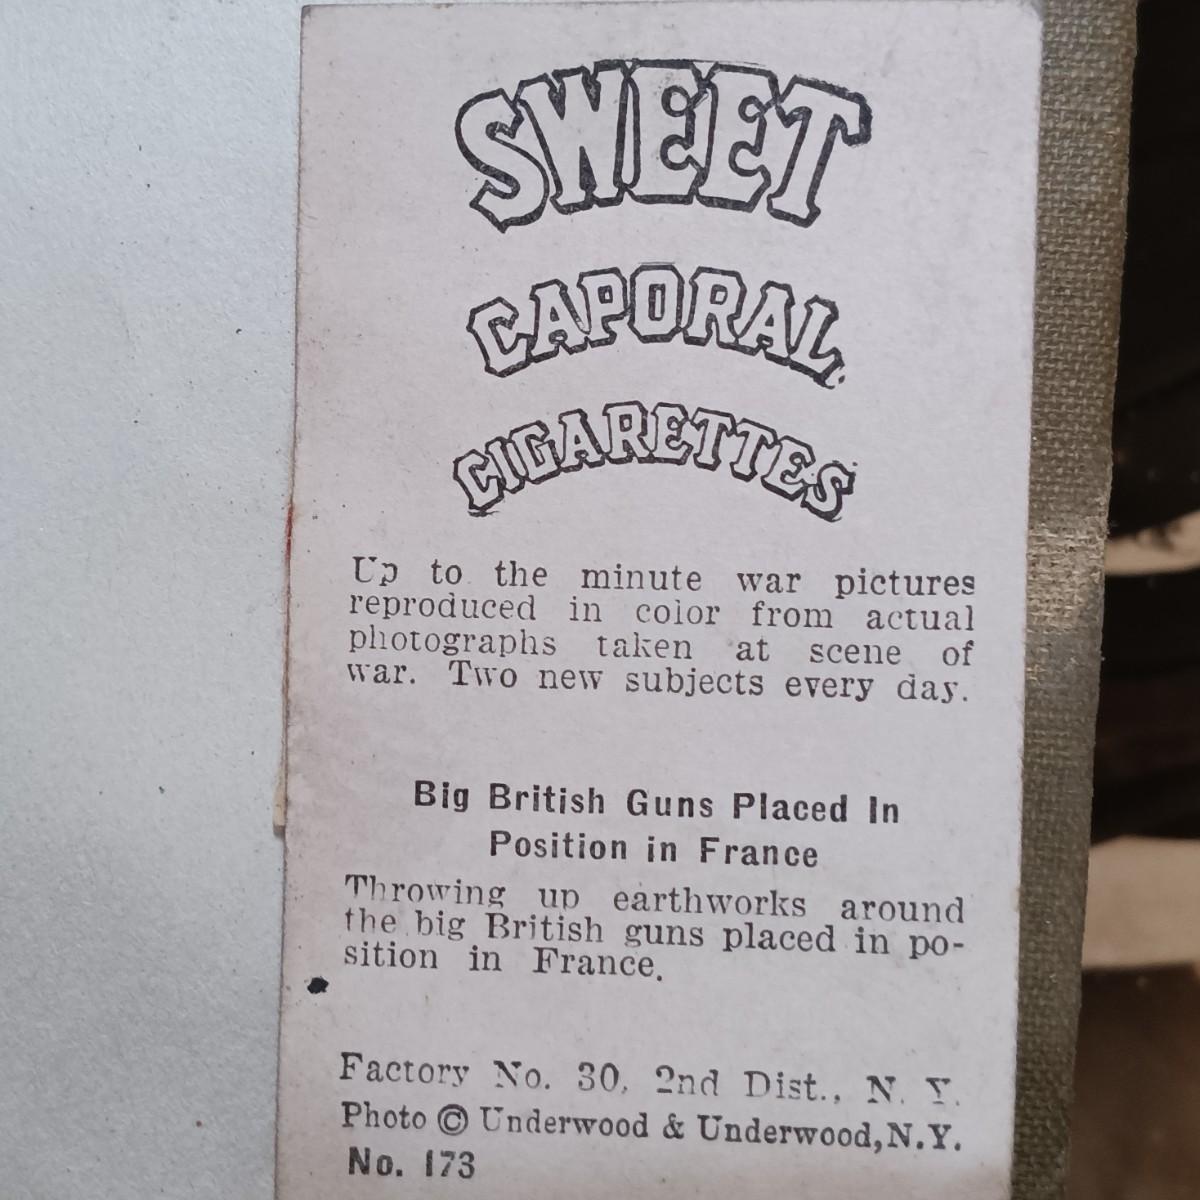 SWEET
CAPORAL
CIGARETTES
Up to the minute war pictures
reproduced in color from actual
photographs taken at scene of
war. Two new subjects every day.
Big British Guns Placed In
Position in France
Throwing up earthworks around
the big British guns placed in po-
sition in France.
Factory No. 30, 2nd Dist., N. Y.
Photo © Underwood & Underwood, N.Y.
No. 173